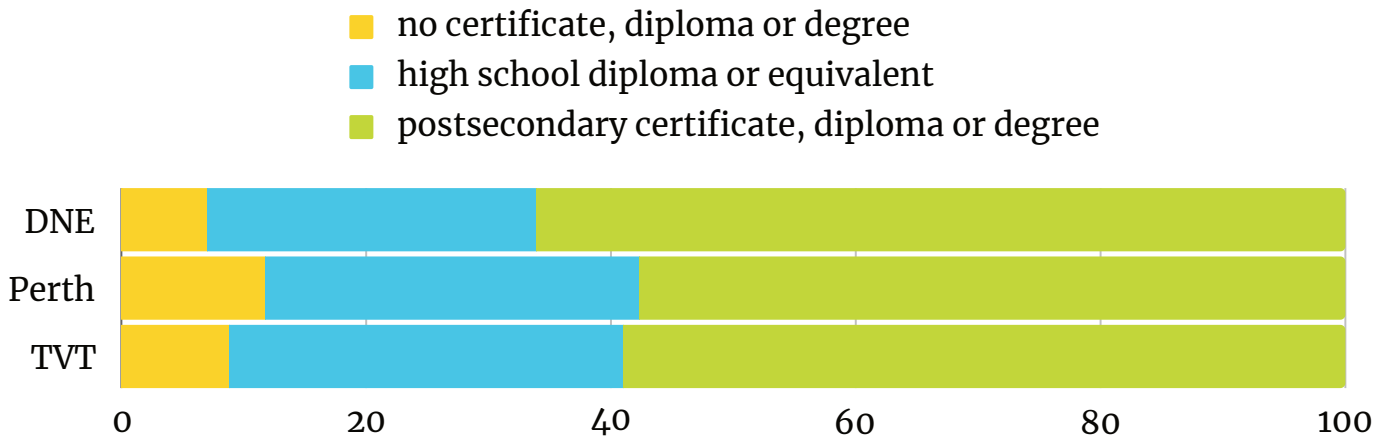 no certificate, diploma or degree
high school diploma or equivalent
postsecondary certificate, diploma or degree
DNE
Perth
TVT
0 20 40 60 80 100